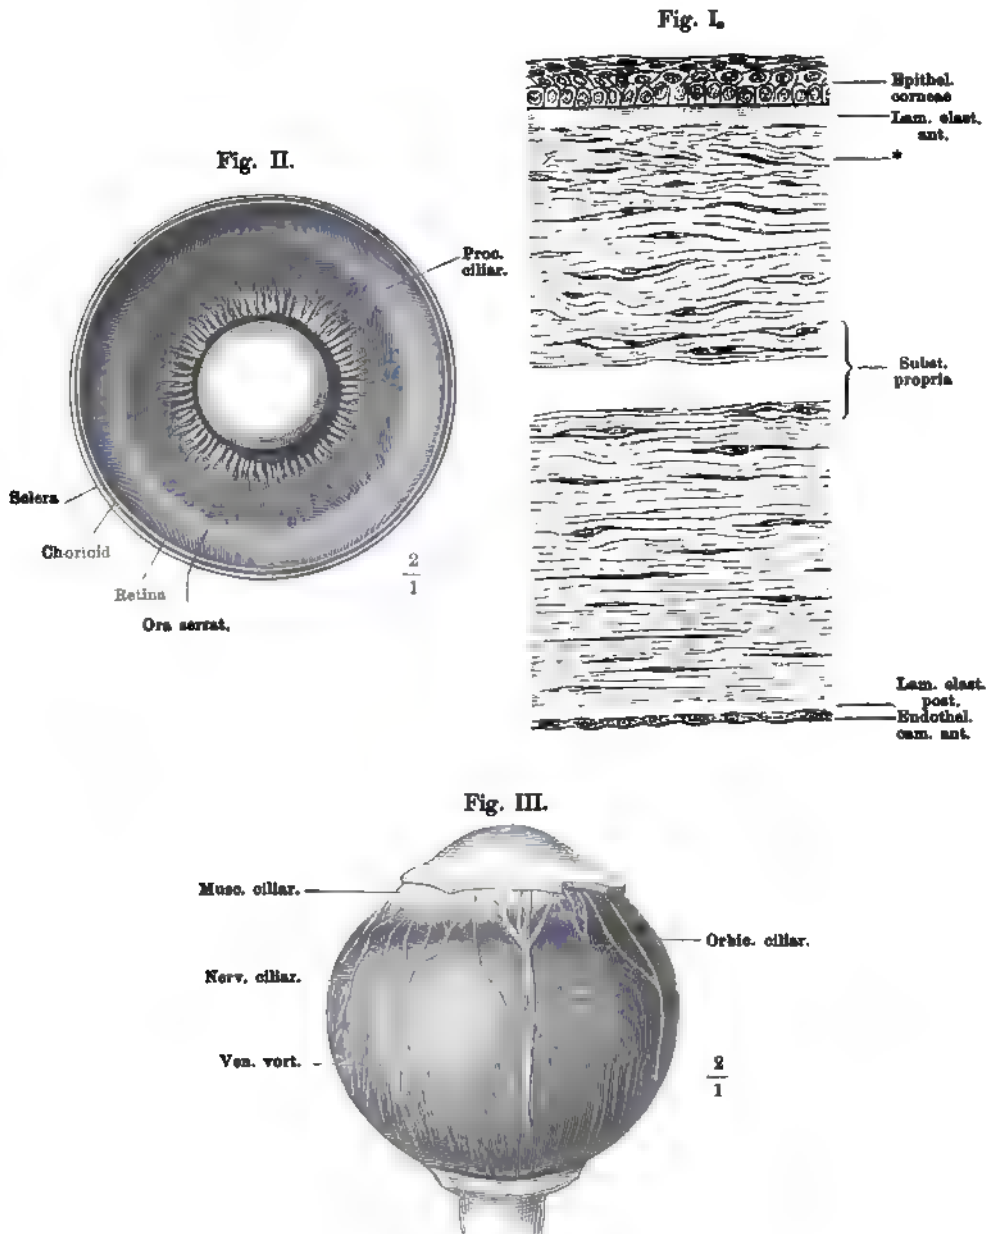 Fig. I.
Epithel.
corneae
Lam. elast.
ant.
*
Subst.
propria
Lam. elast.
post.
Endothel.
cam. ant.
Fig. II.
Proc.
ciliar.
Sclera
Chorioid
Retina
Ora serrat.
2
1
Fig. III.
Musc. ciliar.
Orbic. ciliar.
Nerv. ciliar.
Ven. vort.
2
1